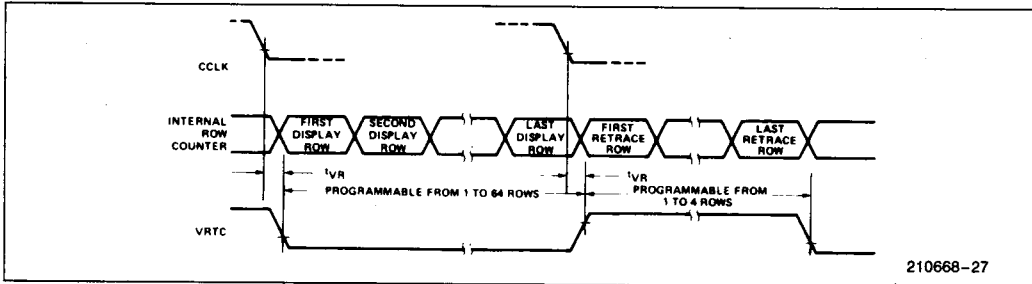 CCLK
INTERNAL
ROW
COUNTER
FIRST
DISPLAY
ROW
SECOND
DISPLAY
ROW
LAST
DISPLAY
ROW
FIRST
RETRACE
ROW
LAST
RETRACE
ROW
tVR
PROGRAMMABLE FROM 1 TO 64 ROWS
tVR
PROGRAMMABLE FROM
1 TO 4 ROWS
VRTC
210668-27